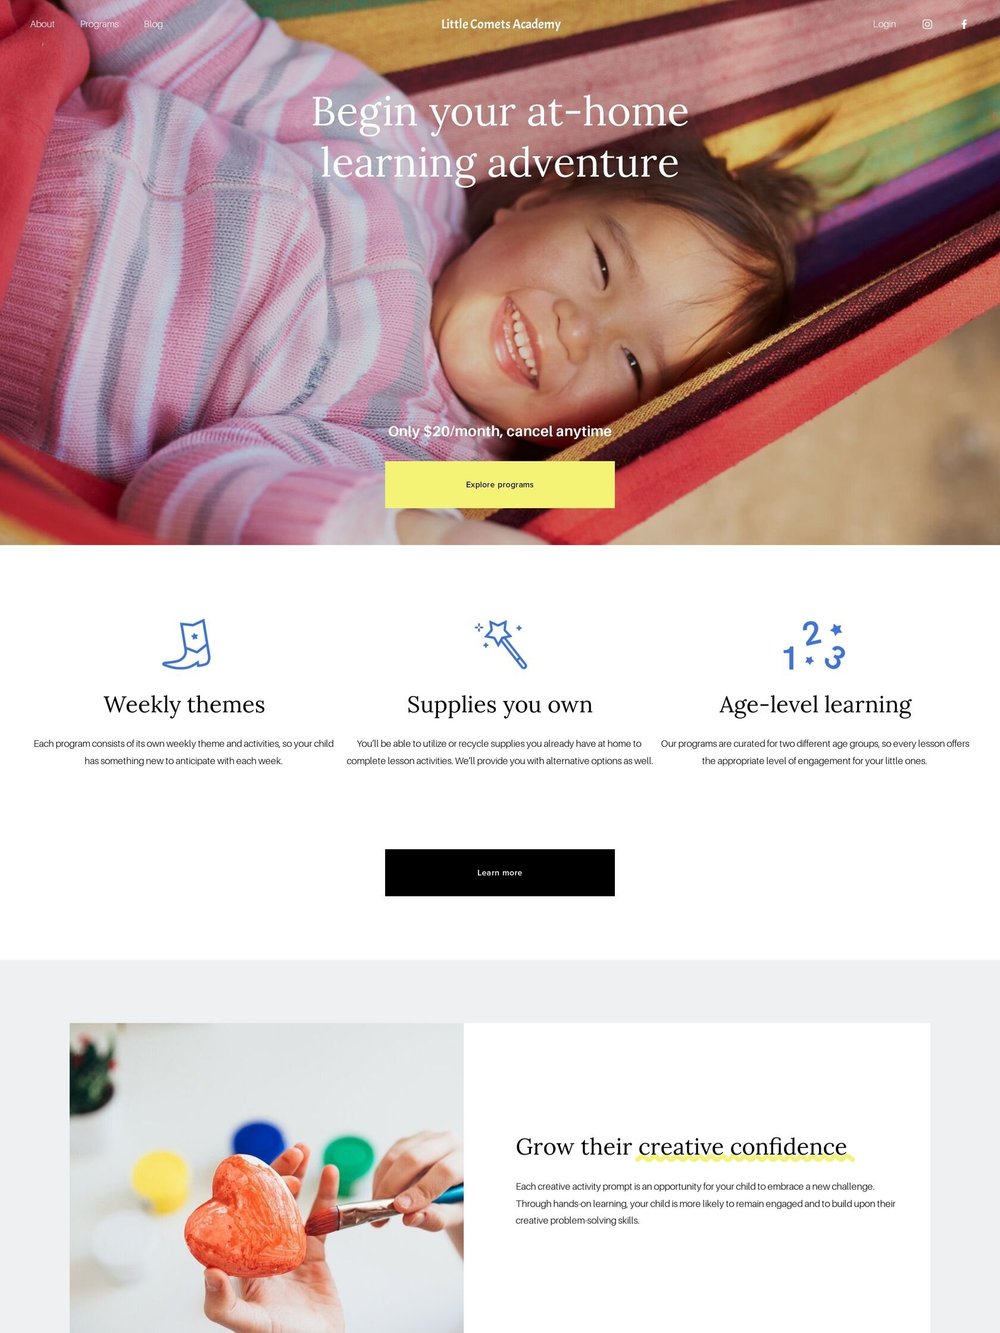 About Programs Blog Little Comets Academy Login
Begin your at-home
learning adventure
Only $20/month, cancel anytime
Explore programs
2
1 3
Weekly themes
Each program consists of its own weekly theme and activities, so your child
has something new to anticipate with each week.
Supplies you own
You'll be able to utilize or recycle supplies you already have at home to
complete lesson activities. We'll provide you with alternative options as well.
Age-level learning
Our programs are curated for two different age groups, so every lesson offers
the appropriate level of engagement for your little ones.
Learn more
Grow their creative confidence
Each creative activity prompt is an opportunity for your child to embrace a new challenge.
Through hands-on learning, your child is more likely to remain engaged and to build upon their
creative problem-solving skills.